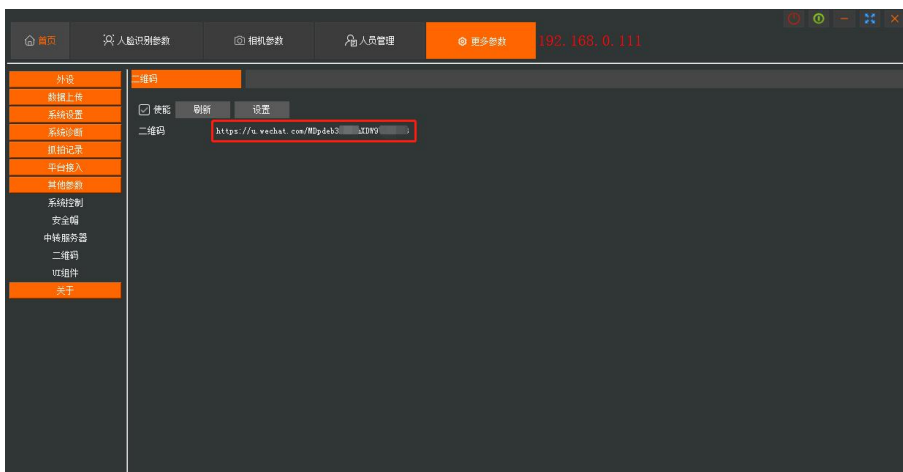 首页 人脸识别参数 相机参数 人员管理 更多参数 192.168.0.111
外设
数据上传
系统设置
系统诊断
抓拍记录
平台接入
其他参数
系统控制
安全帽
中转服务器
二维码
UI组件
关于
二维码
使能 刷新 设置
二维码 https://u.wechat.com/MDpdeb3